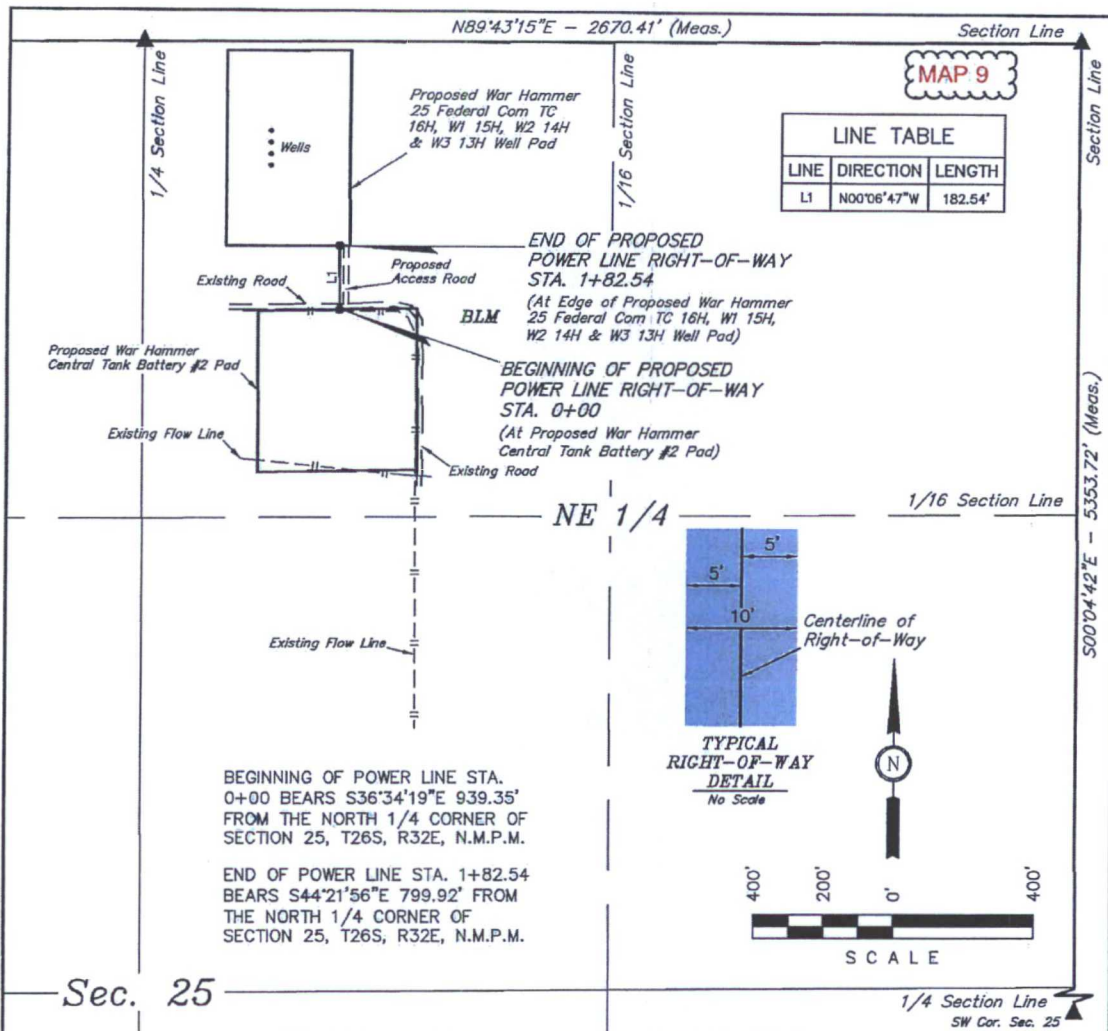 N89°43'15"E - 2670.41' (Meas.)
Section Line
MAP 9
1/4 Section Line
1/16 Section Line
Section Line
Proposed War Hammer
25 Federal Com TC
16H, W1 15H, W2 14H
& W3 13H Well Pad
Wells
LINE TABLE
LINE DIRECTION LENGTH
L1 N00°06'47"W 182.54'
END OF PROPOSED
POWER LINE RIGHT-OF-WAY
STA. 1+82.54
(At Edge of Proposed War Hammer
25 Federal Com TC 16H, W1 15H,
W2 14H & W3 13H Well Pad)
L1
Proposed
Access Road
Existing Road
BLM
Proposed War Hammer
Central Tank Battery #2 Pad
BEGINNING OF PROPOSED
POWER LINE RIGHT-OF-WAY
STA. 0+00
(At Proposed War Hammer
Central Tank Battery #2 Pad)
Existing Flow Line
Existing Road
S00°04'42"E - 5353.72' (Meas.)
1/16 Section Line
NE 1/4
5'
5'
10'
Centerline of
Right-of-Way
Existing Flow Line
TYPICAL
RIGHT-OF-WAY
DETAIL
No Scale
N
BEGINNING OF POWER LINE STA.
0+00 BEARS S36°34'19"E 939.35'
FROM THE NORTH 1/4 CORNER OF
SECTION 25, T26S, R32E, N.M.P.M.
END OF POWER LINE STA. 1+82.54
BEARS S44°21'56"E 799.92' FROM
THE NORTH 1/4 CORNER OF
SECTION 25, T26S, R32E, N.M.P.M.
400' 200' 0' 400'
SCALE
Sec. 25
1/4 Section Line
SW Cor. Sec. 25